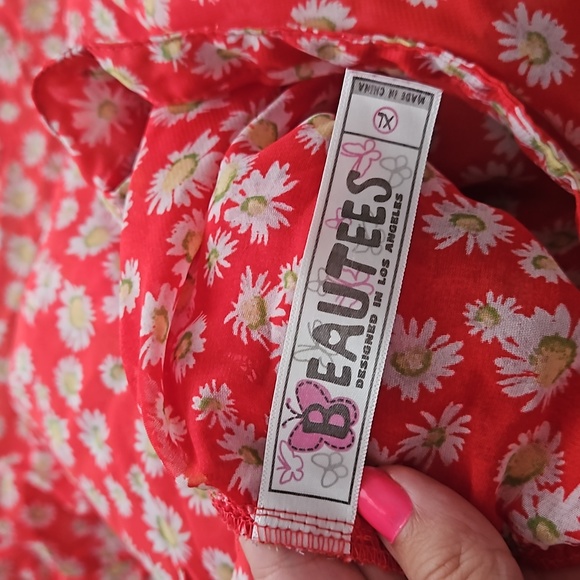 BEAUTEES
DESIGNED IN LOS ANGELES
XL
MADE IN CHINA